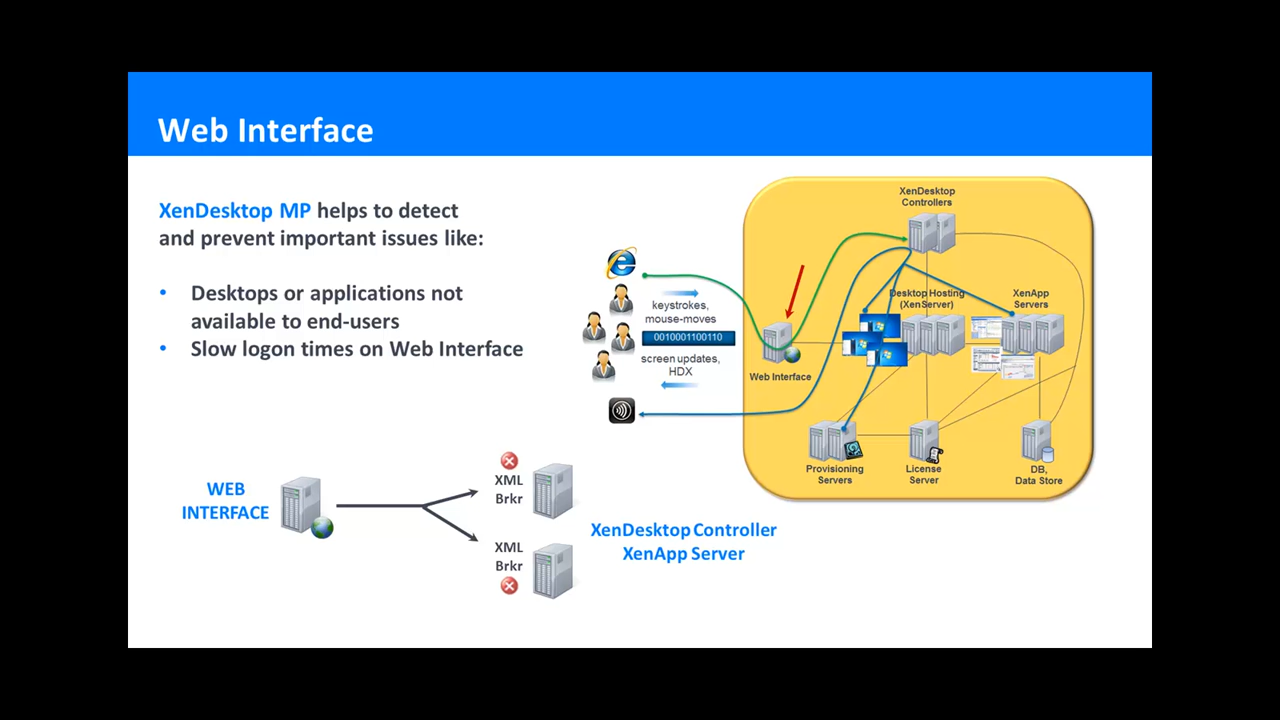 Web Interface
XenDesktop MP helps to detect
and prevent important issues like:
• Desktops or applications not
available to end-users
• Slow logon times on Web Interface
XenDesktop
Controllers
keystrokes,
mouse-moves
0010001100110
screen updates,
HDX
Web Interface
Desktop Hosting
(XenServer)
XenApp
Servers
Provisioning
Servers
License
Server
DB,
Data Store
WEB
INTERFACE
XML
Brkr
XML
Brkr
XenDesktop Controller
XenApp Server